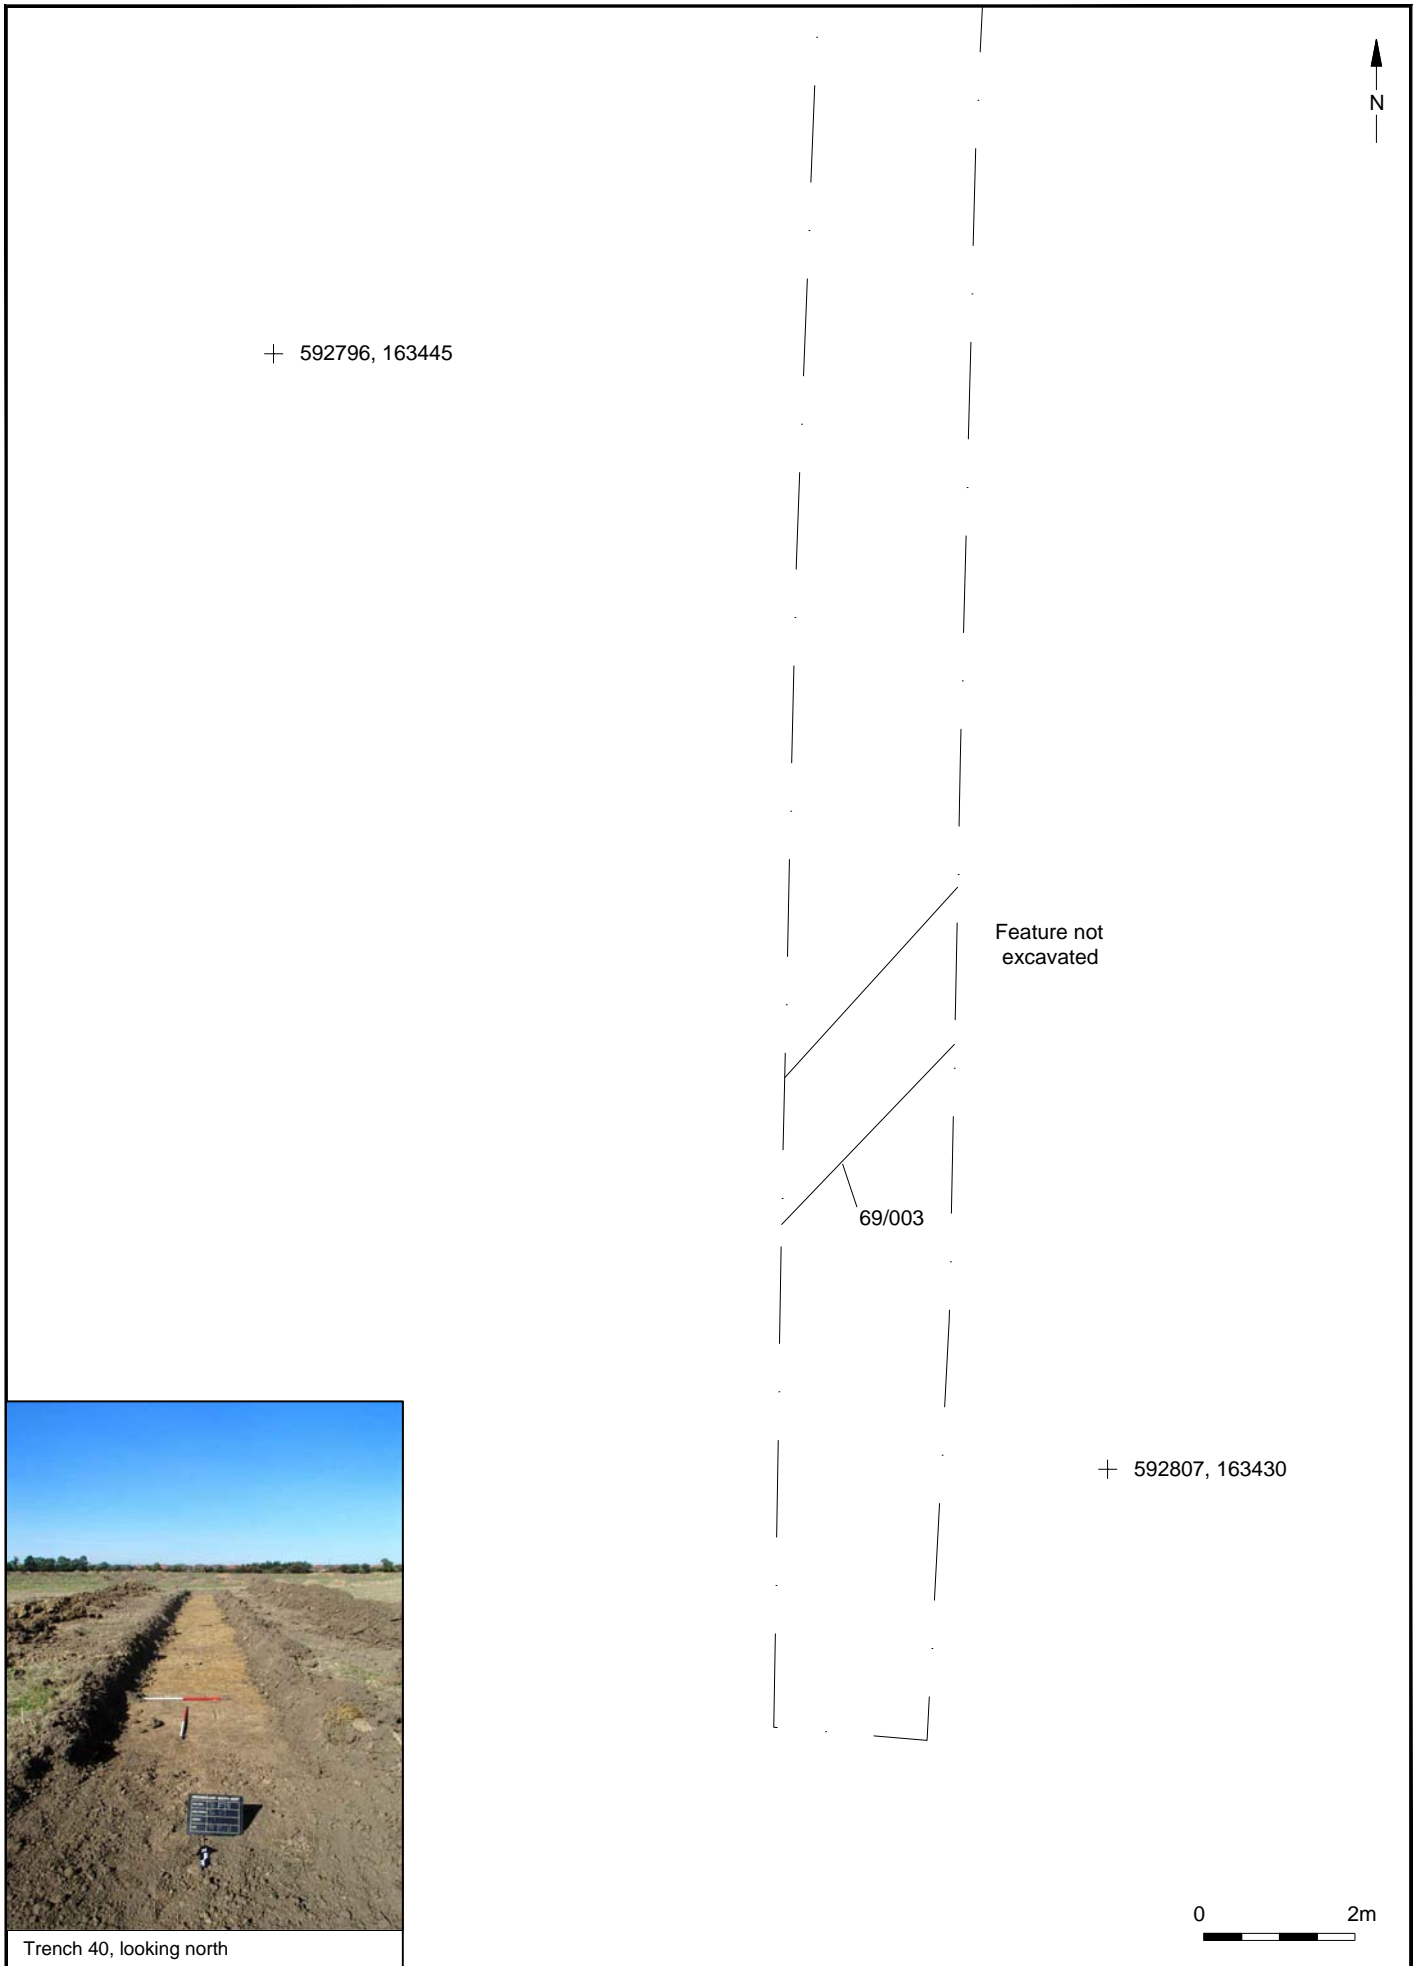 N
592796, 163445
Feature not
excavated
69/003
592807, 163430
0 2m
Trench 40, looking north